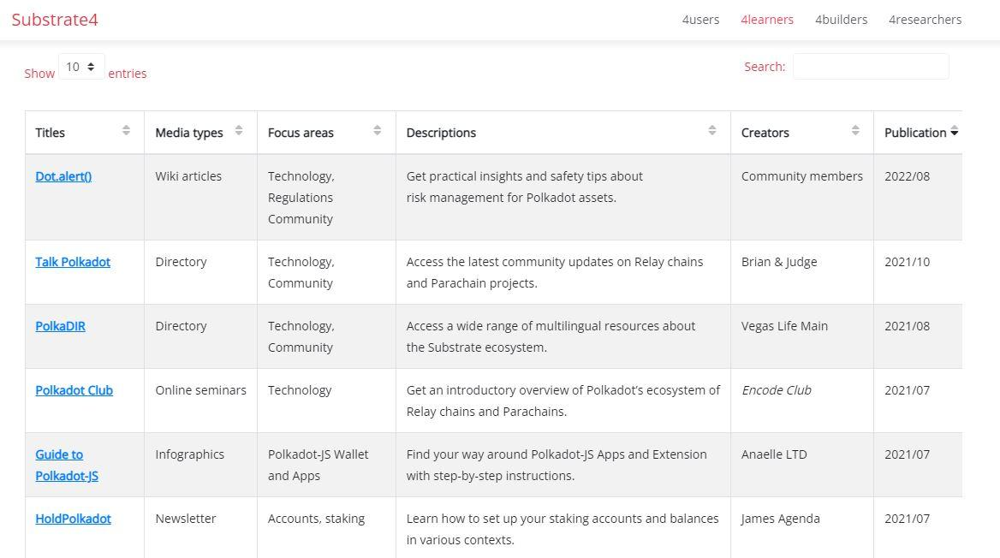 Substrate4
4users 4learners 4builders 4researchers
Show 10 entries
Search:
Titles Media types Focus areas Descriptions Creators Publication
Dot.alert() Wiki articles Technology, Get practical insights and safety tips about Community members 2022/08
Regulations risk management for Polkadot assets.
Community
Talk Polkadot Directory Technology, Access the latest community updates on Relay chains Brian & Judge 2021/10
Community and Parachain projects.
PolkaDIR Directory Technology, Access a wide range of multilingual resources about Vegas Life Main 2021/08
Community the Substrate ecosystem.
Polkadot Club Online seminars Technology Get an introductory overview of Polkadot’s ecosystem of Encode Club 2021/07
Relay chains and Parachains.
Guide to Infographics Polkadot-JS Wallet Find your way around Polkadot-JS Apps and Extension Anaelle LTD 2021/07
Polkadot-JS and Apps with step-by-step instructions.
HoldPolkadot Newsletter Accounts, staking Learn how to set up your staking accounts and balances James Agenda 2021/07
in various contexts.